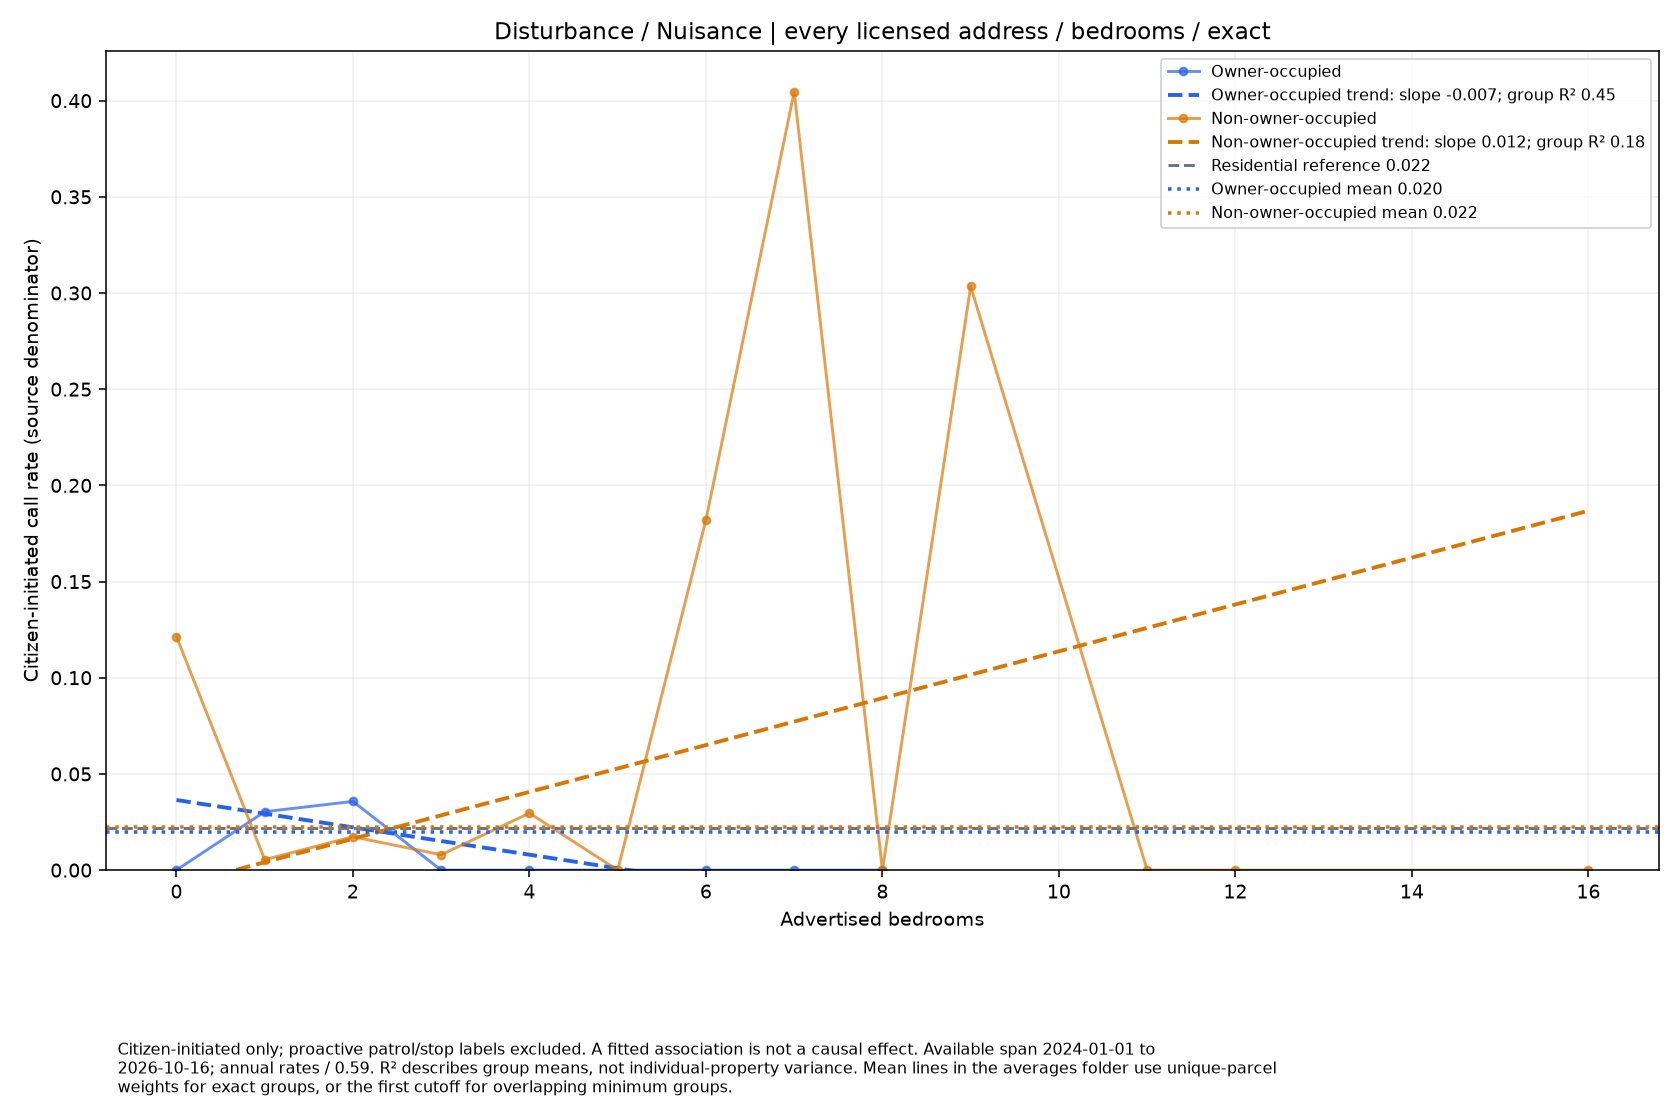 Disturbance / Nuisance | every licensed address / bedrooms / exact
Owner-occupied
Owner-occupied trend: slope -0.007; group R² 0.45
Non-owner-occupied
Non-owner-occupied trend: slope 0.012; group R² 0.18
Residential reference 0.022
Owner-occupied mean 0.020
Non-owner-occupied mean 0.022
Citizen-initiated call rate (source denominator)
0.40
0.35
0.30
0.25
0.20
0.15
0.10
0.05
0.00
0 2 4 6 8 10 12 14 16
Advertised bedrooms
Citizen-initiated only; proactive patrol/stop labels excluded. A fitted association is not a causal effect. Available span 2024-01-01 to
2026-10-16; annual rates / 0.59. R² describes group means, not individual-property variance. Mean lines in the averages folder use unique-parcel
weights for exact groups, or the first cutoff for overlapping minimum groups.